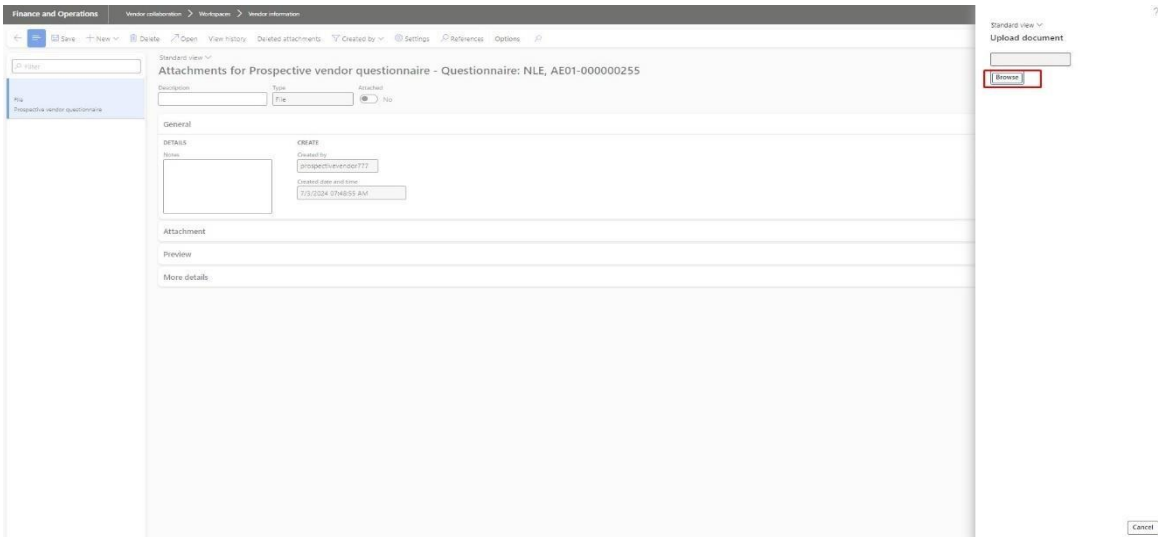 Finance and Operations Vendor collaboration > Workspaces > Vendor information
?
Save + New Delete Open View history Deleted attachments Created by Settings References Options
Filter
File
Prospective vendor questionnaire
Standard view
Attachments for Prospective vendor questionnaire - Questionnaire: NLE, AE01-000000255
Description Type Attached
File No
General
DETAILS CREATE
Notes Created by
prospectivevendor777
Created date and time
7/3/2024 07:48:55 AM
Attachment
Preview
More details
Standard view
Upload document
Browse
Cancel